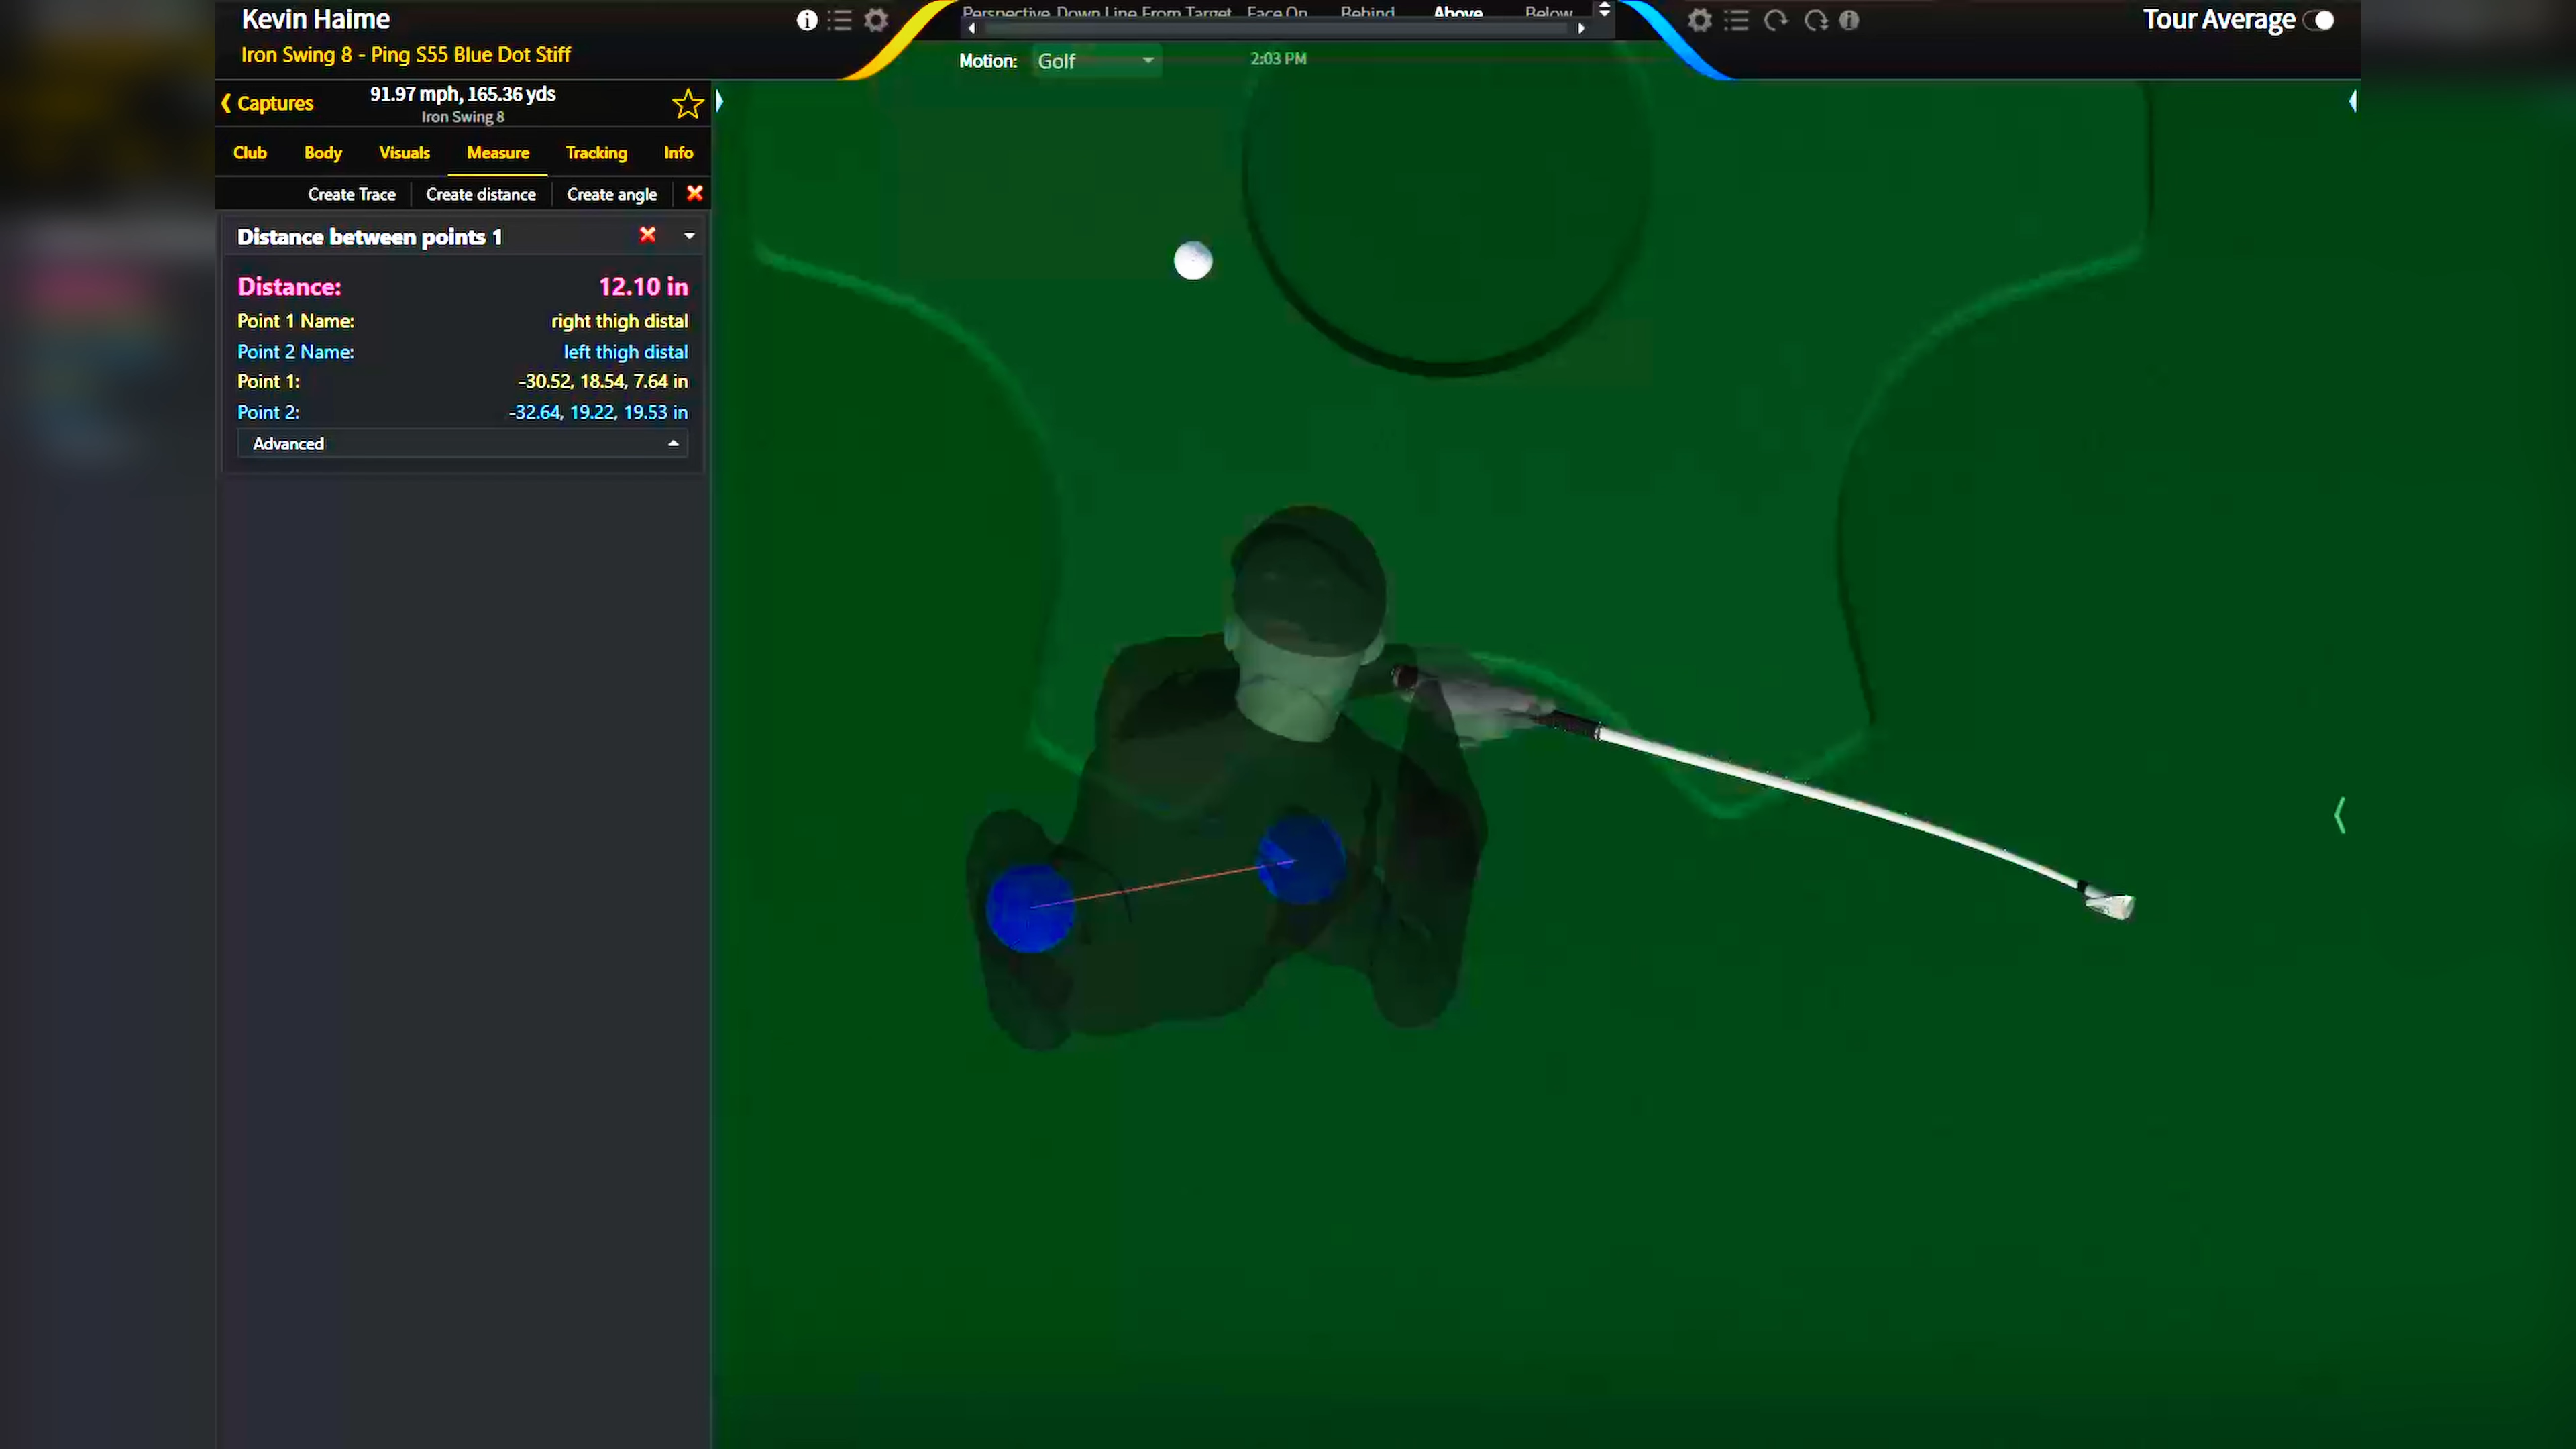 Kevin Haime
Iron Swing 8 - Ping S55 Blue Dot Stiff
Perspective Down Line From Target Face On Behind Above Below
Motion: Golf
2:03 PM
Tour Average
Captures
91.97 mph, 165.36 yds
Iron Swing 8
Club Body Visuals Measure Tracking Info
Create Trace Create distance Create angle
Distance between points 1
Distance: 12.10 in
Point 1 Name: right thigh distal
Point 2 Name: left thigh distal
Point 1: -30.52, 18.54, 7.64 in
Point 2: -32.64, 19.22, 19.53 in
Advanced